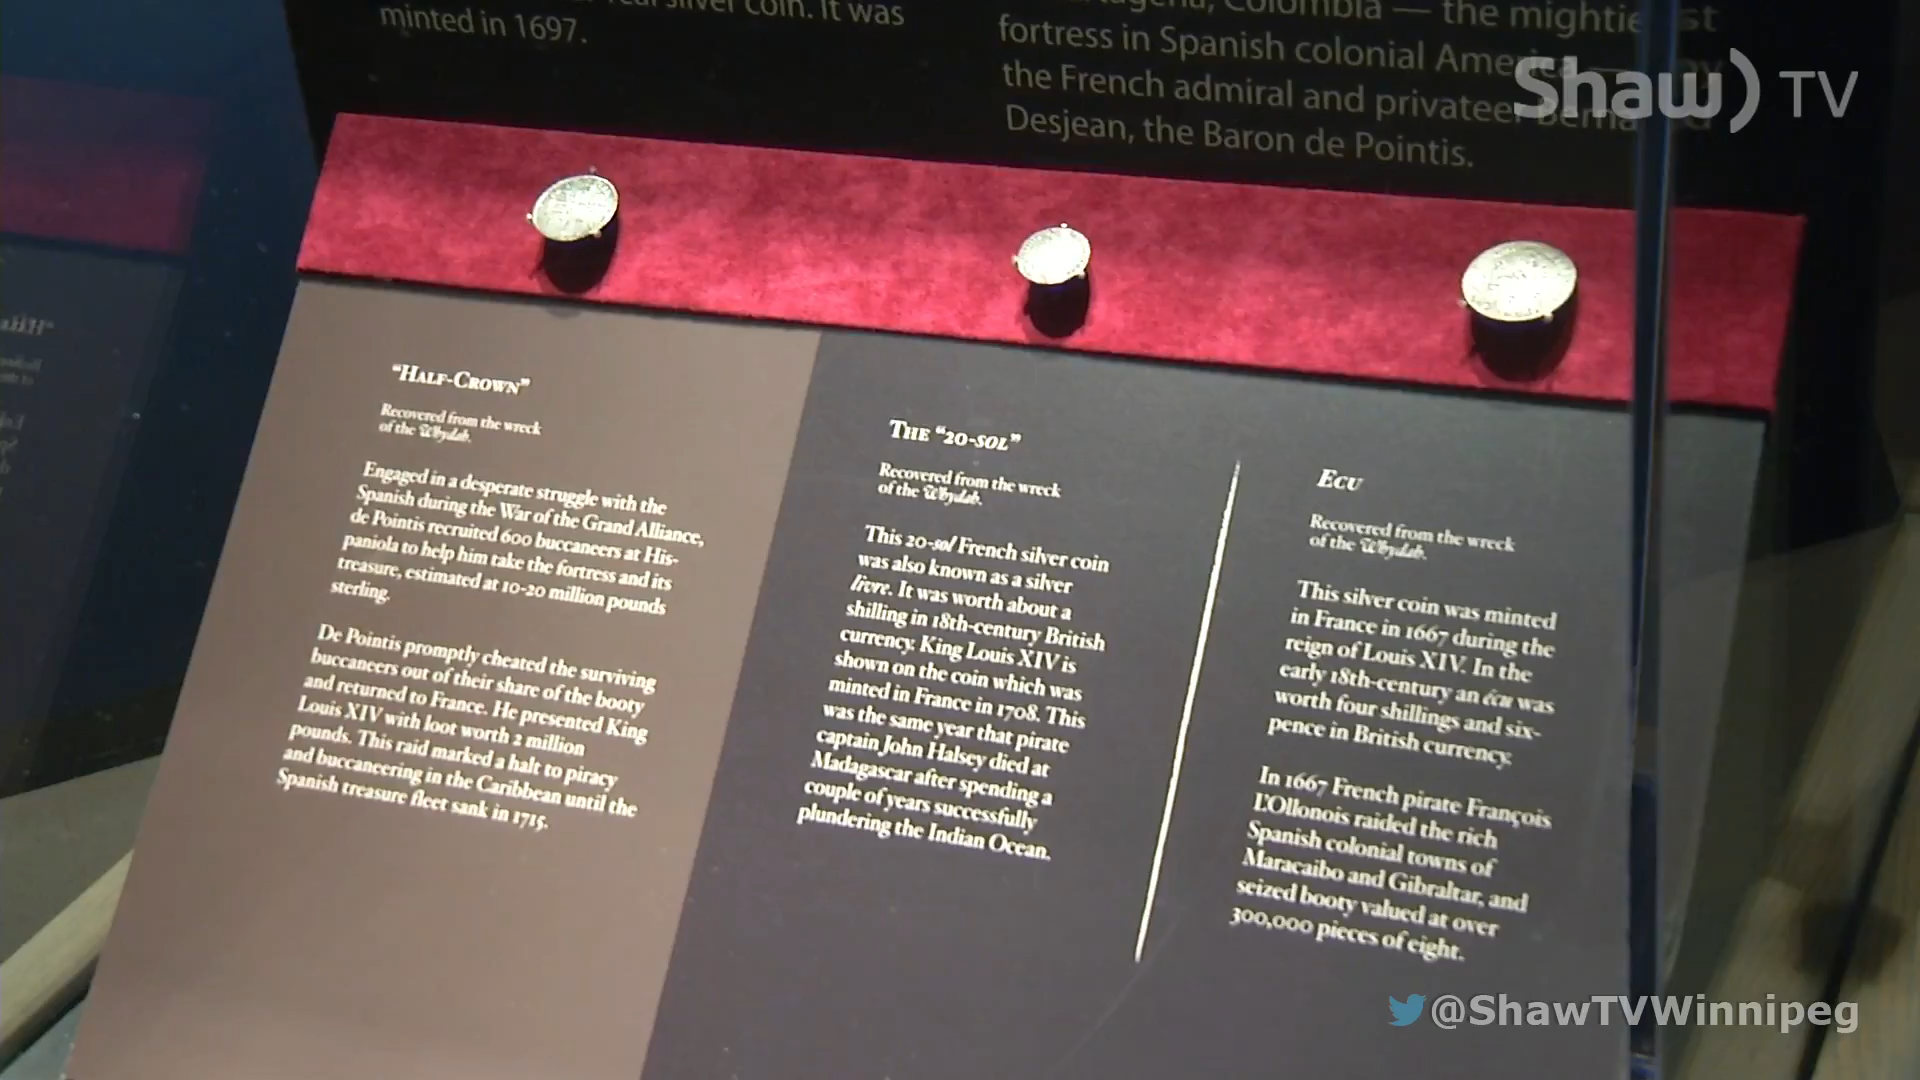 silver coin. It was
minted in 1697.
Colombia — the mightiest
fortress in Spanish colonial America —
the French admiral and privateer
Desjean, the Baron de Pointis.
Shaw) TV
"HALF-CROWN"
Recovered from the wreck
of the Whydah.
Engaged in a desperate struggle with the
Spanish during the War of the Grand Alliance,
de Pointis recruited 600 buccaneers at His-
paniola to help him take the fortress and its
treasure, estimated at 10-20 million pounds
sterling.
De Pointis promptly cheated the surviving
buccaneers out of their share of the booty
and returned to France. He presented King
Louis XIV with loot worth 2 million
pounds. This raid marked a halt to piracy
and buccaneering in the Caribbean until the
Spanish treasure fleet sank in 1715.
THE "20-SOL"
Recovered from the wreck
of the Whydah.
This 20-sol French silver coin
was also known as a silver
livre. It was worth about a
shilling in 18th-century British
currency. King Louis XIV is
shown on the coin which was
minted in France in 1708. This
was the same year that pirate
captain John Halsey died at
Madagascar after spending a
couple of years successfully
plundering the Indian Ocean.
ECU
Recovered from the wreck
of the Whydah.
This silver coin was minted
in France in 1667 during the
reign of Louis XIV. In the
early 18th-century an écu was
worth four shillings and six-
pence in British currency.
In 1667 French pirate François
L'Ollonois raided the rich
Spanish colonial towns of
Maracaibo and Gibraltar, and
seized booty valued at over
300,000 pieces of eight.
@ShawTVWinnipeg